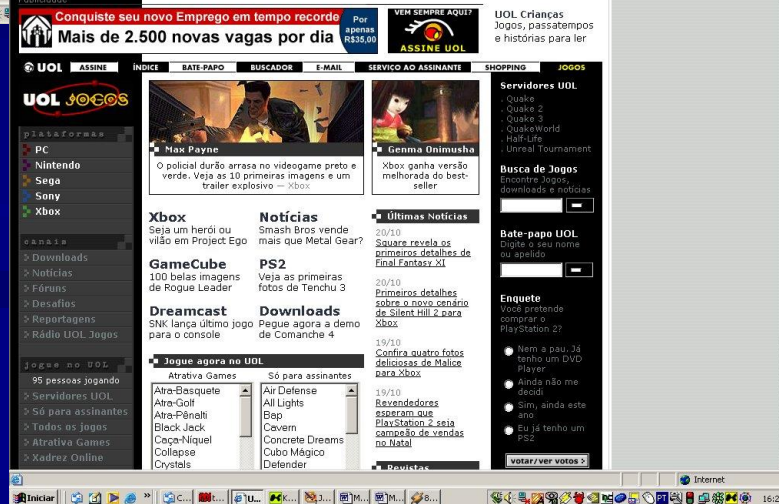 Publicidade
Conquiste seu novo Emprego em tempo recorde
Mais de 2.500 novas vagas por dia
Por
apenas
R$35,00
VEM SEMPRE AQUI?
ASSINE UOL
UOL Crianças
Jogos, passatempos
e histórias para ler
UOL ASSINE ÍNDICE BATE-PAPO BUSCADOR E-MAIL SERVIÇO AO ASSINANTE SHOPPING JOGOS
UOL JOGOS
plataformas
PC
Nintendo
Sega
Sony
Xbox
canais
> Downloads
> Notícias
> Fóruns
> Desafios
> Reportagens
> Rádio UOL Jogos
jogue no UOL
95 pessoas jogando
> Servidores UOL
> Só para assinantes
> Todos os jogos
> Atrativa Games
> Xadrez Online
Max Payne
O policial durão arrasa no videogame preto e
verde. Veja as 10 primeiras imagens e um
trailer explosivo — Xbox
Genma Onimusha
Xbox ganha versão
melhorada do best-
seller
Xbox
Seja um herói ou
vilão em Project Ego
Notícias
Smash Bros vende
mais que Metal Gear?
GameCube
100 belas imagens
de Rogue Leader
PS2
Veja as primeiras
fotos de Tenchu 3
Dreamcast
SNK lança último jogo
para o console
Downloads
Pegue agora a demo
de Comanche 4
Jogue agora no UOL
Atrativa Games
Atra-Basquete
Atra-Golf
Atra-Pênalti
Black Jack
Caça-Níquel
Collapse
Crystals
Só para assinantes
Air Defense
All Lights
Bap
Cavern
Concrete Dreams
Cubo Mágico
Defender
Últimas Notícias
20/10
Square revela os
primeiros detalhes de
Final Fantasy XI
20/10
Primeiros detalhes
sobre o novo cenário
de Silent Hill 2 para
Xbox
19/10
Confira quatro fotos
deliciosas de Malice
para Xbox
19/10
Revendedores
esperam que
PlayStation 2 seja
campeão de vendas
no Natal
Revistas
Servidores UOL
. Quake
. Quake 2
. Quake 3
. QuakeWorld
. Half-Life
. Unreal Tournament
Busca de Jogos
Encontre Jogos,
downloads e notícias
Bate-papo UOL
Digite o seu nome
ou apelido
Enquete
Você pretende
comprar o
PlayStation 2?
Nem a pau. Já
tenho um DVD
Player
Ainda não me
decidi
Sim, ainda este
ano
Eu já tenho um
PS2
votar/ver votos >
Internet
Iniciar » C... U... K... J... M... M... 8... PT